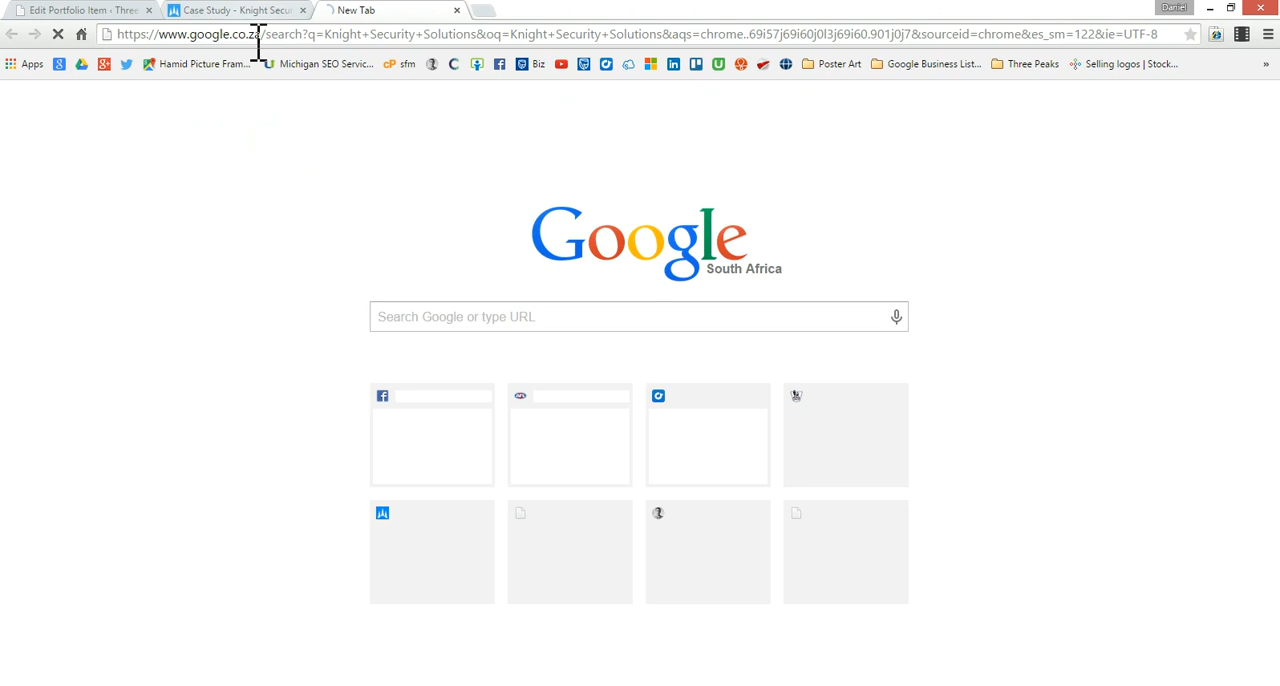 Edit Portfolio Item ‹ Three
Case Study - Knight Secur
New Tab
Daniel
https://www.google.co.za/search?q=Knight+Security+Solutions&oq=Knight+Security+Solutions&aqs=chrome..69i57j69i60j0l3j69i60.901j0j7&sourceid=chrome&es_sm=122&ie=UTF-8
Apps
Hamid Picture Fram...
Michigan SEO Servic...
cP sfm
Biz
Poster Art
Google Business List...
Three Peaks
Selling logos | Stock...
»
Google
South Africa
Search Google or type URL